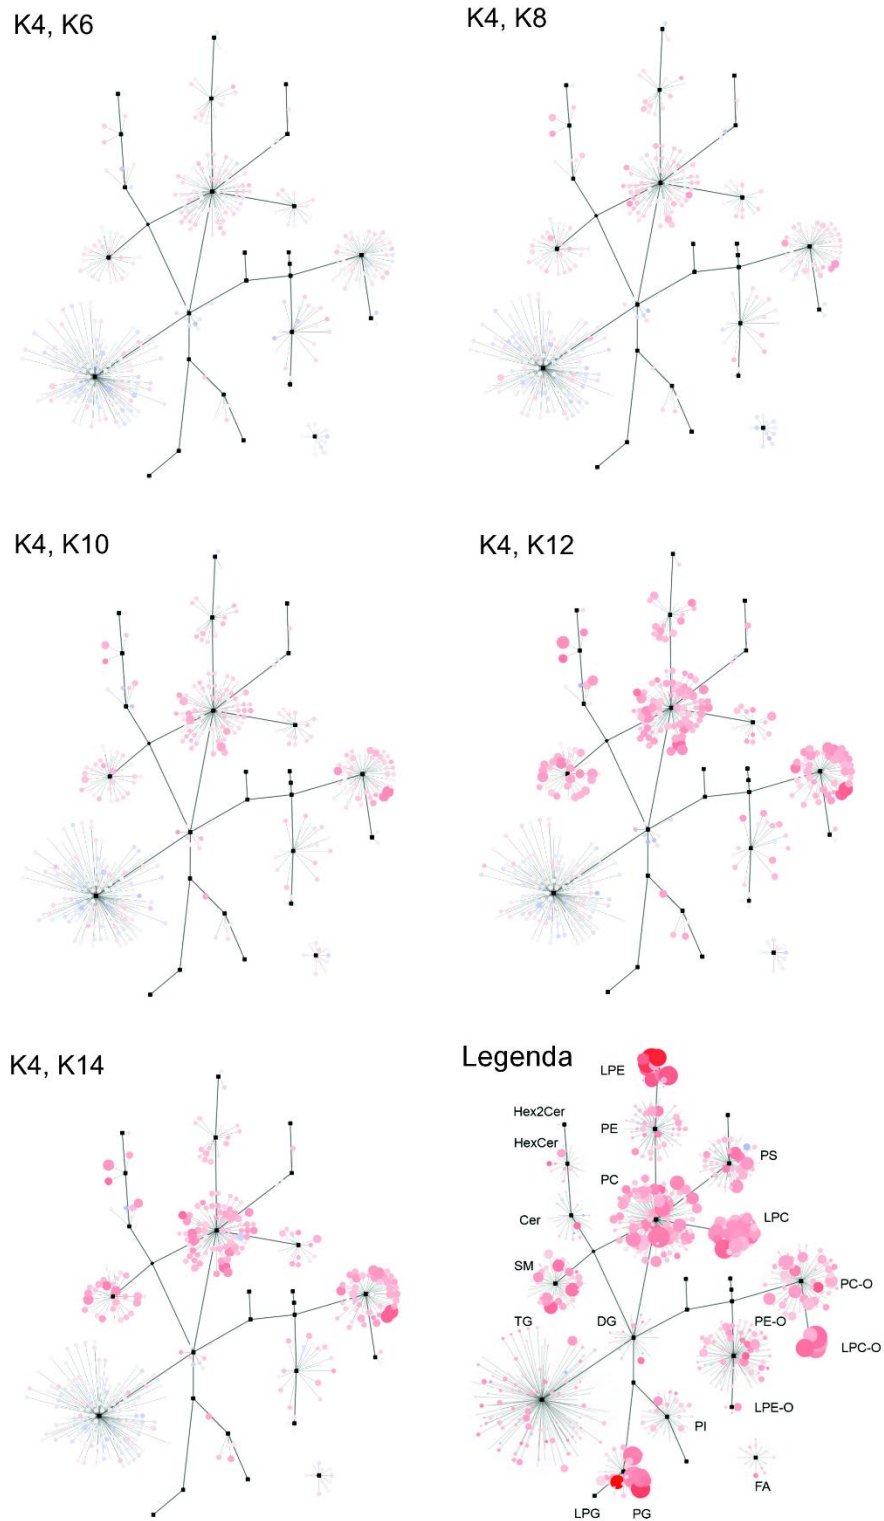 K4, K6
K4, K8
K4, K10
K4, K12
K4, K14
Legenda
LPE
Hex2Cer
PE
HexCer
PS
PC
LPC
Cer
SM
PC-O
TG
DG
PE-O
LPC-O
LPE-O
PI
FA
LPG
PG